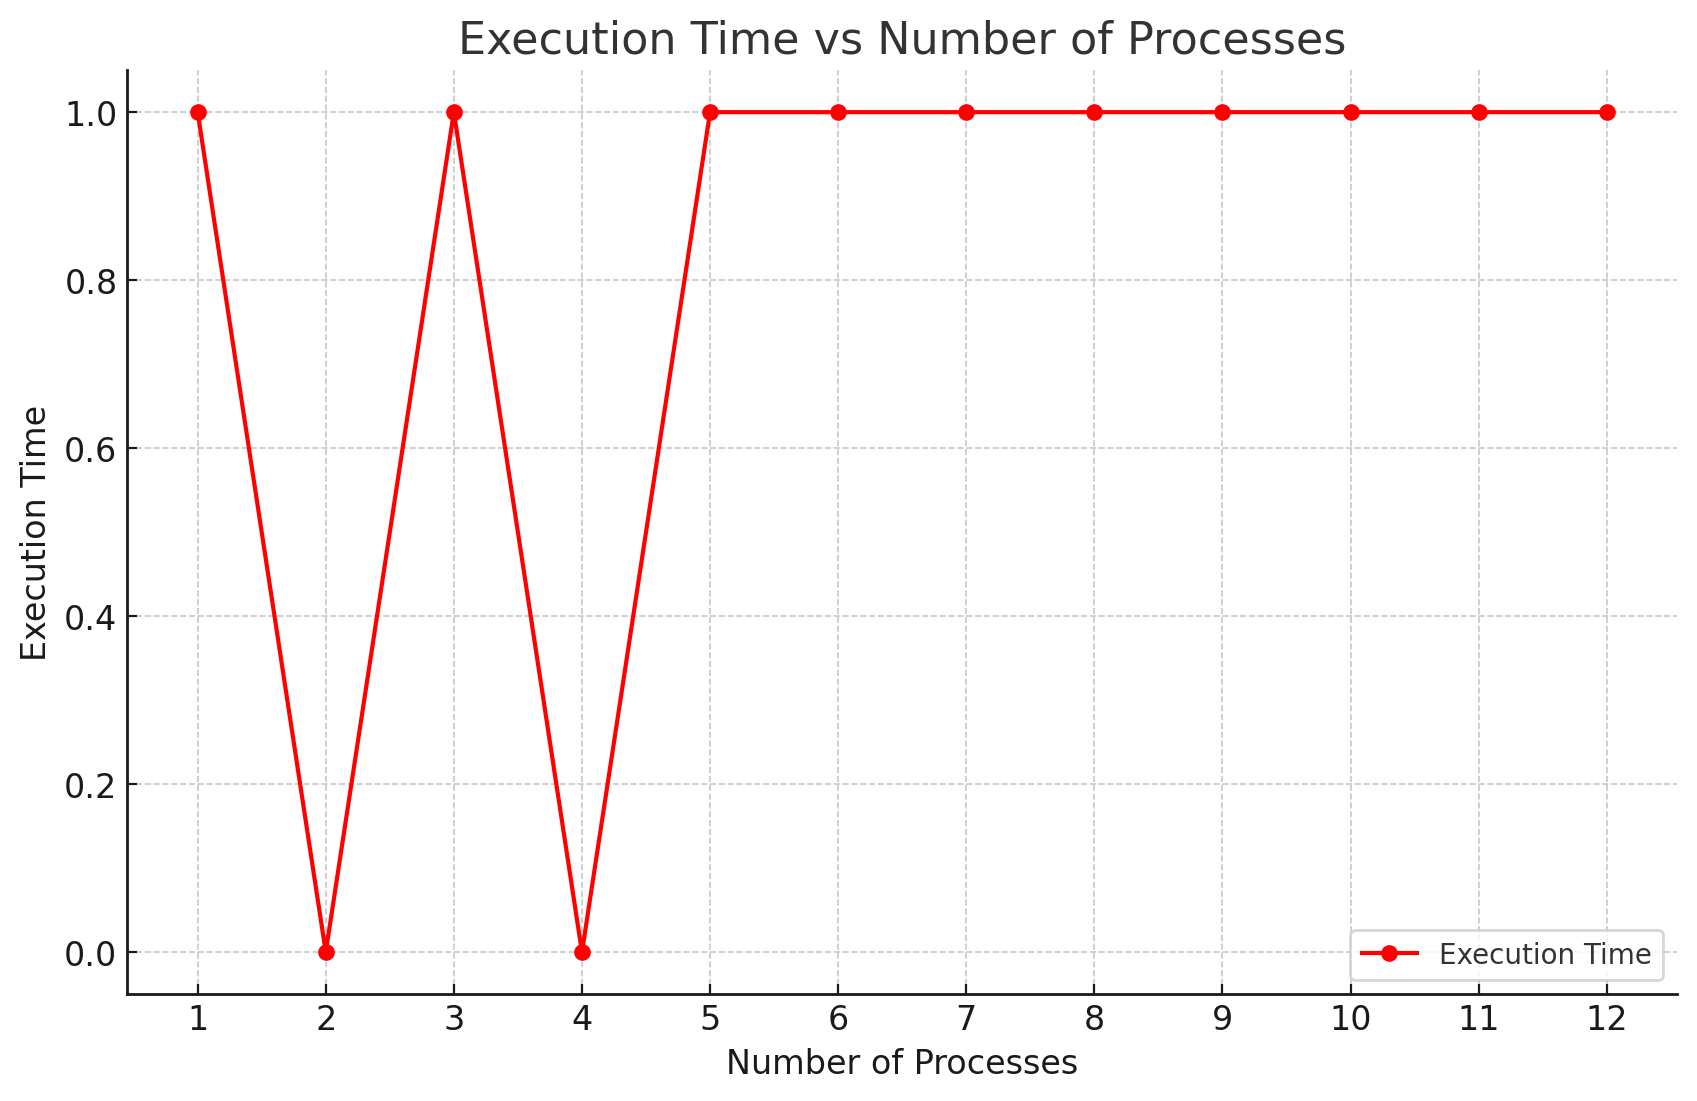 Execution Time vs Number of Processes
1.0
0.8
0.6
0.4
0.2
0.0
Execution Time
Execution Time
1 2 3 4 5 6 7 8 9 10 11 12
Number of Processes